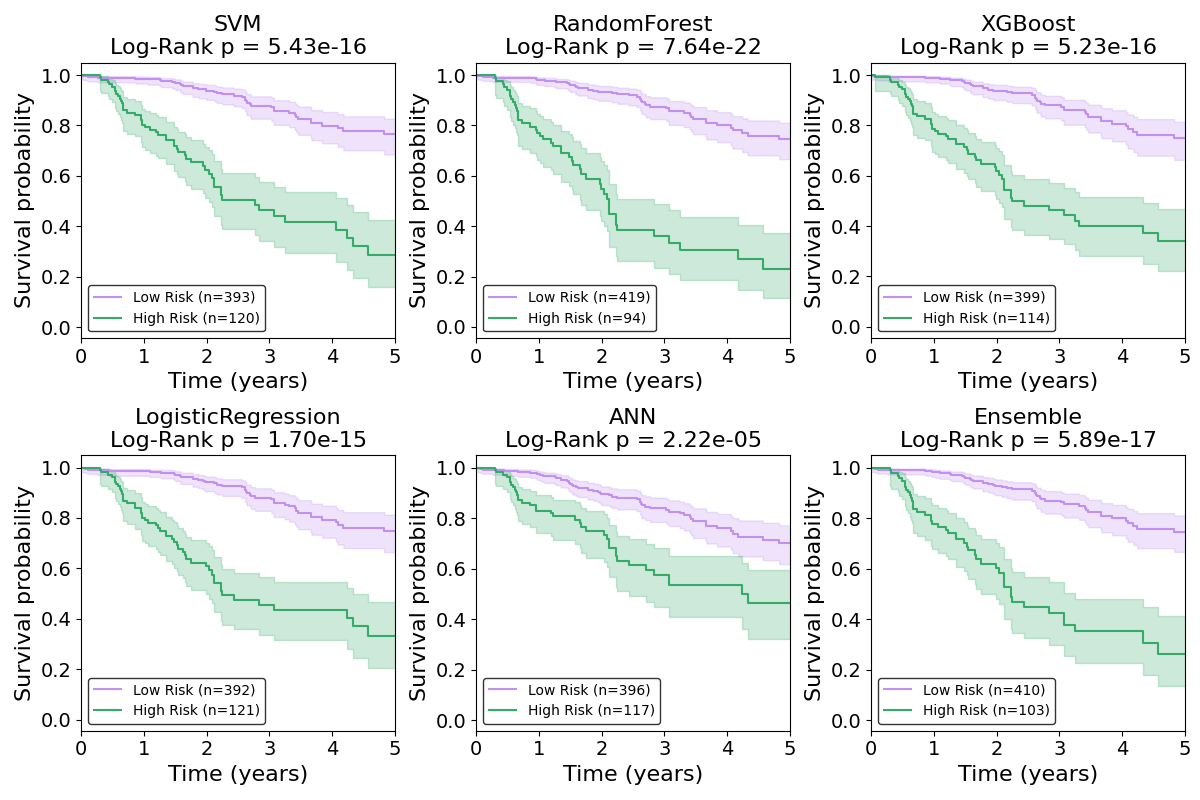 SVM
Log-Rank p = 5.43e-16
Survival probability
1.0
0.8
0.6
0.4
0.2
0.0
Low Risk (n=393)
High Risk (n=120)
0 1 2 3 4 5
Time (years)
RandomForest
Log-Rank p = 7.64e-22
Survival probability
1.0
0.8
0.6
0.4
0.2
0.0
Low Risk (n=419)
High Risk (n=94)
0 1 2 3 4 5
Time (years)
XGBoost
Log-Rank p = 5.23e-16
Survival probability
1.0
0.8
0.6
0.4
0.2
0.0
Low Risk (n=399)
High Risk (n=114)
0 1 2 3 4 5
Time (years)
LogisticRegression
Log-Rank p = 1.70e-15
Survival probability
1.0
0.8
0.6
0.4
0.2
0.0
Low Risk (n=392)
High Risk (n=121)
0 1 2 3 4 5
Time (years)
ANN
Log-Rank p = 2.22e-05
Survival probability
1.0
0.8
0.6
0.4
0.2
0.0
Low Risk (n=396)
High Risk (n=117)
0 1 2 3 4 5
Time (years)
Ensemble
Log-Rank p = 5.89e-17
Survival probability
1.0
0.8
0.6
0.4
0.2
0.0
Low Risk (n=410)
High Risk (n=103)
0 1 2 3 4 5
Time (years)